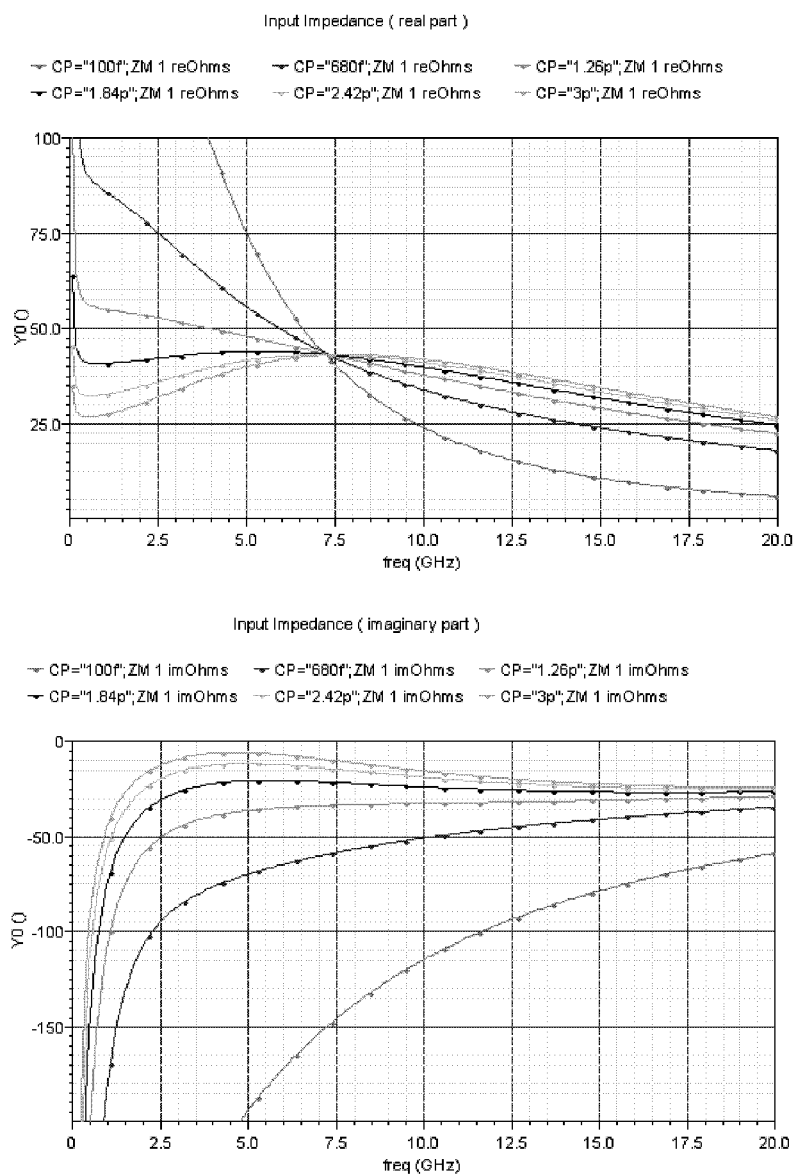 Input Impedance ( real part )
CP="100f";ZM 1 reOhms CP="680f";ZM 1 reOhms CP="1.26p";ZM 1 reOhms
CP="1.84p";ZM 1 reOhms CP="2.42p";ZM 1 reOhms CP="3p";ZM 1 reOhms
100
75.0
50.0
25.0
Y0 ()
0 2.5 5.0 7.5 10.0 12.5 15.0 17.5 20.0
freq (GHz)
Input Impedance ( imaginary part )
CP="100f";ZM 1 imOhms CP="680f";ZM 1 imOhms CP="1.26p";ZM 1 imOhms
CP="1.84p";ZM 1 imOhms CP="2.42p";ZM 1 imOhms CP="3p";ZM 1 imOhms
0
-50.0
-100
-150
Y0 ()
0 2.5 5.0 7.5 10.0 12.5 15.0 17.5 20.0
freq (GHz)